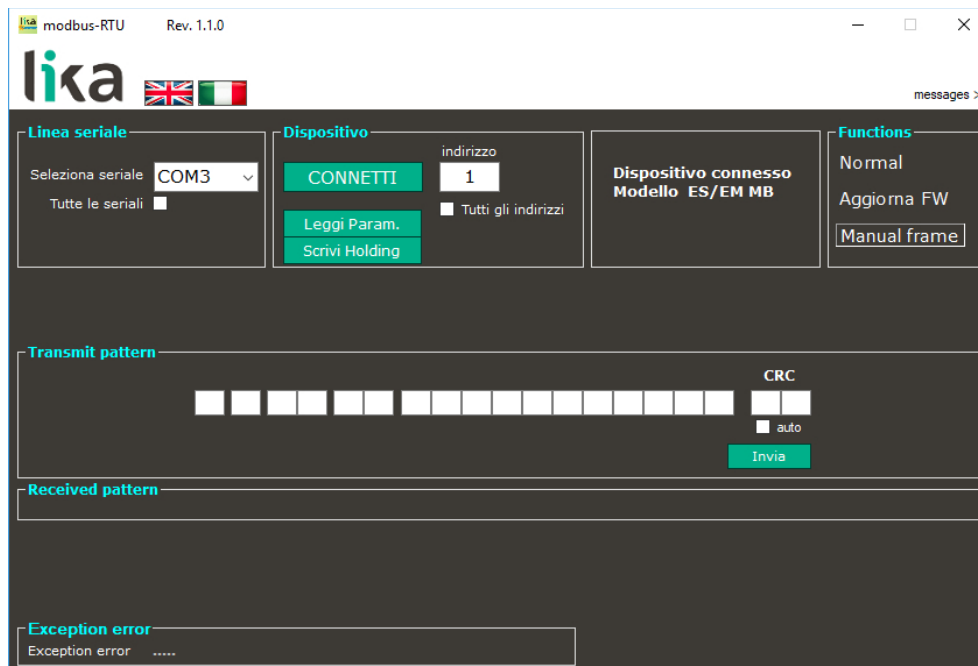 lika modbus-RTU Rev. 1.1.0
lika
messages >
Linea seriale
Seleziona seriale COM3
Tutte le seriali
Dispositivo
indirizzo
CONNETTI 1
Tutti gli indirizzi
Leggi Param.
Scrivi Holding
Dispositivo connesso
Modello ES/EM MB
Functions
Normal
Aggiorna FW
Manual frame
Transmit pattern
CRC
auto
Invia
Received pattern
Exception error
Exception error .....